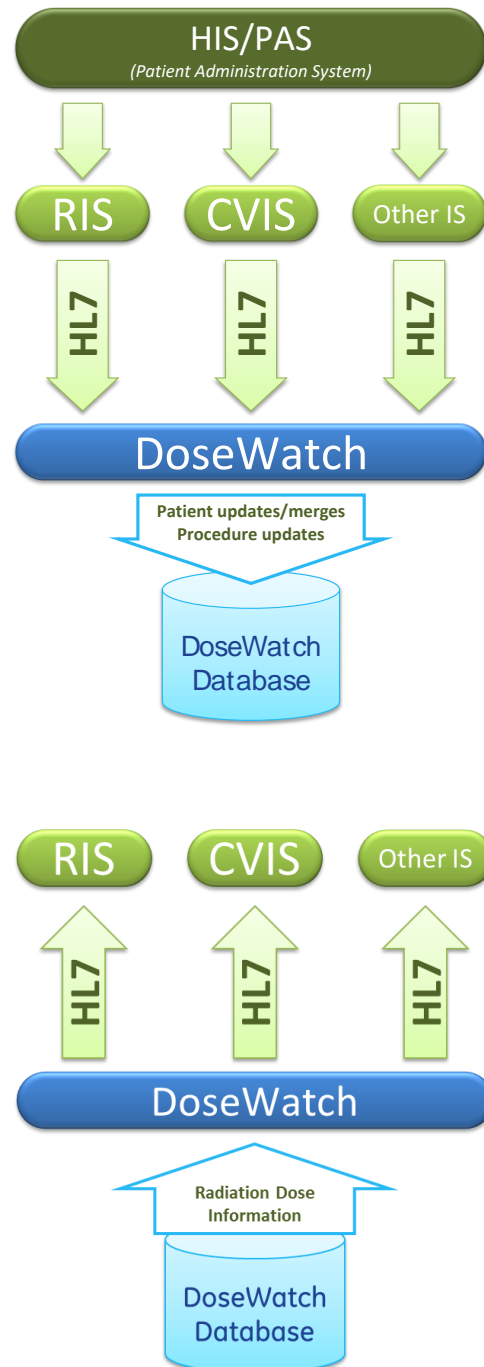 HIS/PAS
(Patient Administration System)
RIS
CVIS
Other IS
HL7
HL7
HL7
DoseWatch
Patient updates/merges
Procedure updates
DoseWatch
Database
RIS
CVIS
Other IS
HL7
HL7
HL7
DoseWatch
Radiation Dose
Information
DoseWatch
Database